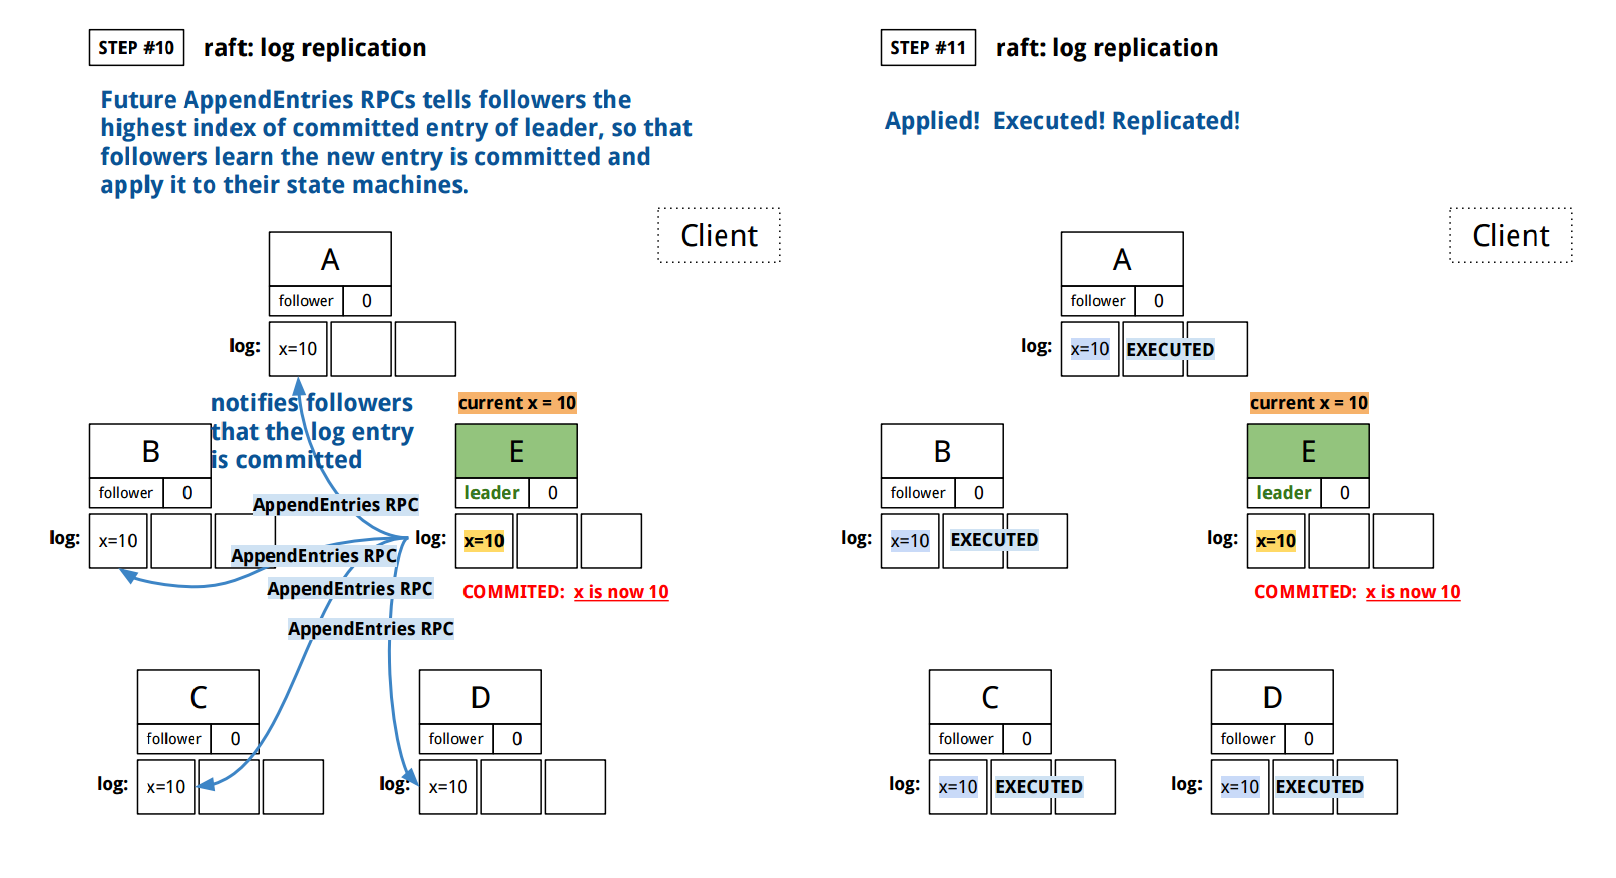 STEP #10
raft: log replication
Future AppendEntries RPCs tells followers the
highest index of committed entry of leader, so that
followers learn the new entry is committed and
apply it to their state machines.
Client
A
follower 0
log: x=10
notifies followers
that the log entry
is committed
current x = 10
B
follower 0
log: x=10
E
leader 0
log: x=10
AppendEntries RPC
AppendEntries RPC
AppendEntries RPC
AppendEntries RPC
COMMITED: x is now 10
C
follower 0
log: x=10
D
follower 0
log: x=10
STEP #11
raft: log replication
Applied! Executed! Replicated!
Client
A
follower 0
log: x=10 EXECUTED
current x = 10
B
follower 0
log: x=10 EXECUTED
E
leader 0
log: x=10
COMMITED: x is now 10
C
follower 0
log: x=10 EXECUTED
D
follower 0
log: x=10 EXECUTED